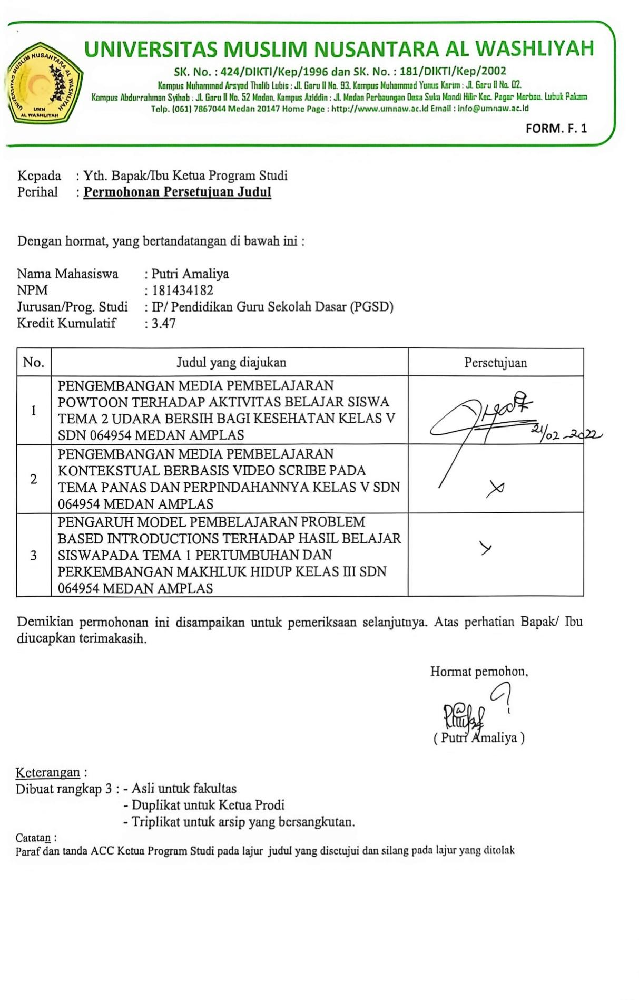 UNIVERSITAS MUSLIM NUSANTARA AL WASHLIYAH
UNIVERSITAS MUSLIM NUSANTARA AL WASHLIYAH
UMN
AL WASHLIYAH
SK. No. : 424/DIKTI/Kep/1996 dan SK. No. : 181/DIKTI/Kep/2002
Kampus Muhammad Arsyad Thalib Lubis : Jl. Garu II No. 93, Kampus Muhammad Yunus Karim : Jl. Garu II No. 02,
Kampus Abdurrahman Syihab : Jl. Garu II No. 52 Medan, Kampus Aziddin : Jl. Medan Perbaungan Desa Suka Mandi Hilir Kec. Pagar Merbau, Lubuk Pakam
Telp. (061) 7867044 Medan 20147 Home Page : http://www.umnaw.ac.id Email : info@umnaw.ac.id
FORM. F. 1
Kepada : Yth. Bapak/Ibu Ketua Program Studi
Perihal : Permohonan Persetujuan Judul
Dengan hormat, yang bertandatangan di bawah ini :
Nama Mahasiswa : Putri Amaliya
NPM : 181434182
Jurusan/Prog. Studi : IP/ Pendidikan Guru Sekolah Dasar (PGSD)
Kredit Kumulatif : 3.47
No. Judul yang diajukan Persetujuan
PENGEMBANGAN MEDIA PEMBELAJARAN
POWTOON TERHADAP AKTIVITAS BELAJAR SISWA
1 TEMA 2 UDARA BERSIH BAGI KESEHATAN KELAS V
SDN 064954 MEDAN AMPLAS 21/02-2022
PENGEMBANGAN MEDIA PEMBELAJARAN
KONTEKSTUAL BERBASIS VIDEO SCRIBE PADA
2 TEMA PANAS DAN PERPINDAHANNYA KELAS V SDN
064954 MEDAN AMPLAS
PENGARUH MODEL PEMBELAJARAN PROBLEM
BASED INTRODUCTIONS TERHADAP HASIL BELAJAR
3 SISWAPADA TEMA 1 PERTUMBUHAN DAN
PERKEMBANGAN MAKHLUK HIDUP KELAS III SDN
064954 MEDAN AMPLAS
Demikian permohonan ini disampaikan untuk pemeriksaan selanjutnya. Atas perhatian Bapak/ Ibu
diucapkan terimakasih.
Hormat pemohon,
( Putri Amaliya )
Keterangan :
Dibuat rangkap 3 : - Asli untuk fakultas
- Duplikat untuk Ketua Prodi
- Triplikat untuk arsip yang bersangkutan.
Catatan :
Paraf dan tanda ACC Ketua Program Studi pada lajur judul yang disetujui dan silang pada lajur yang ditolak